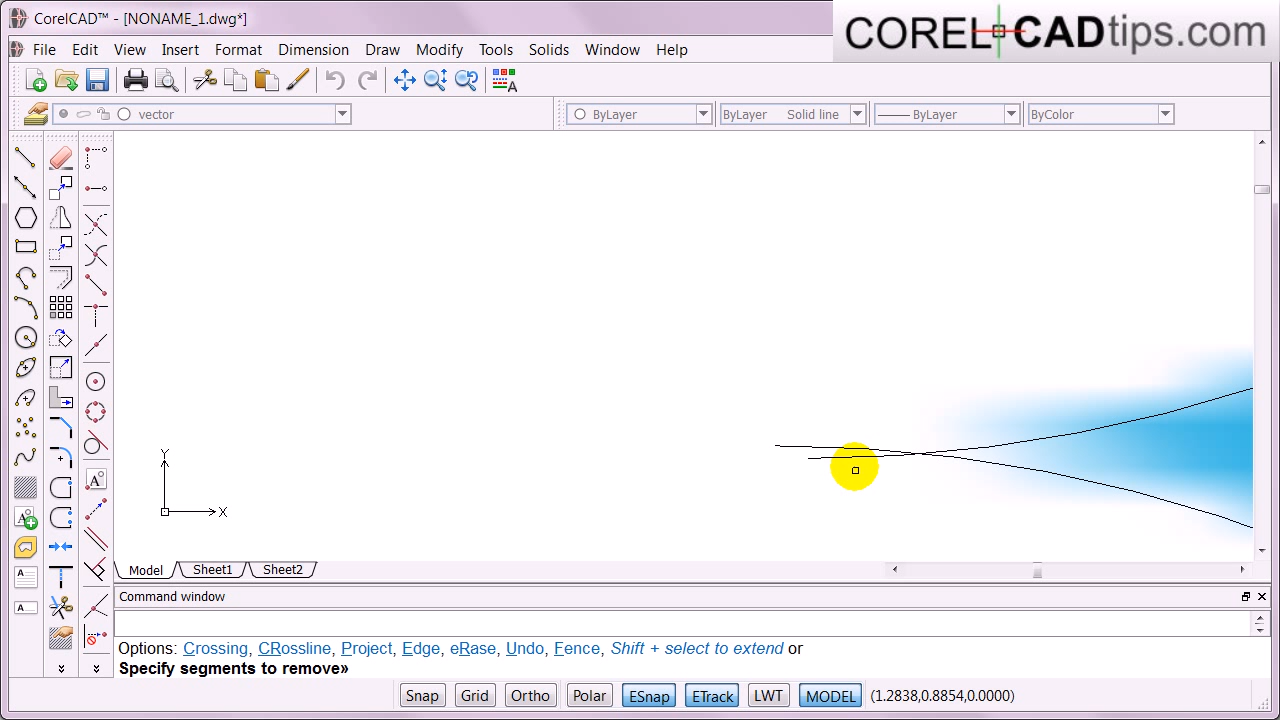 CorelCAD™ - [NONAME_1.dwg*]
COREL CADtips.com
File Edit View Insert Format Dimension Draw Modify Tools Solids Window Help
vector ByLayer ByLayer Solid line ByLayer ByColor
Y
X
Model Sheet1 Sheet2
Command window
Options: Crossing, CRossline, Project, Edge, eRase, Undo, Fence, Shift + select to extend or
Specify segments to remove»
Snap Grid Ortho Polar ESnap ETrack LWT MODEL (1.2838,0.8854,0.0000)